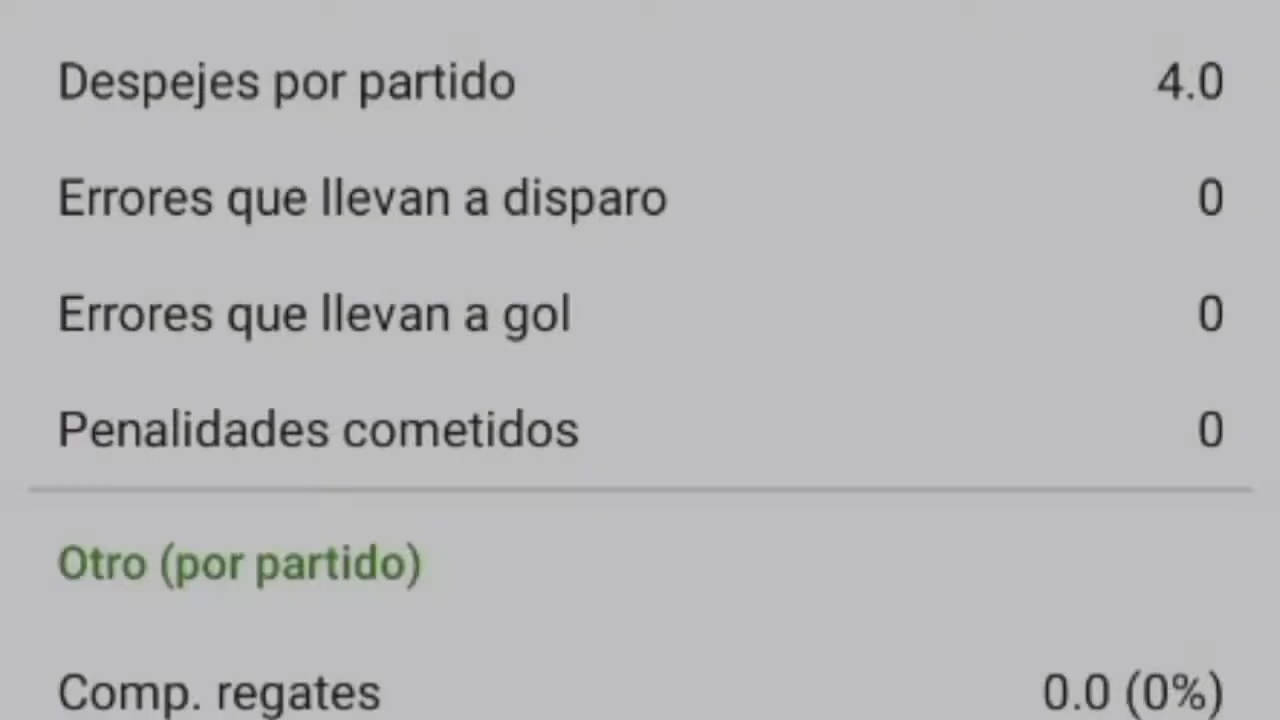 Despejes por partido 4.0
Errores que llevan a disparo 0
Errores que llevan a gol 0
Penalidades cometidos 0
Otro (por partido)
Comp. regates 0.0 (0%)